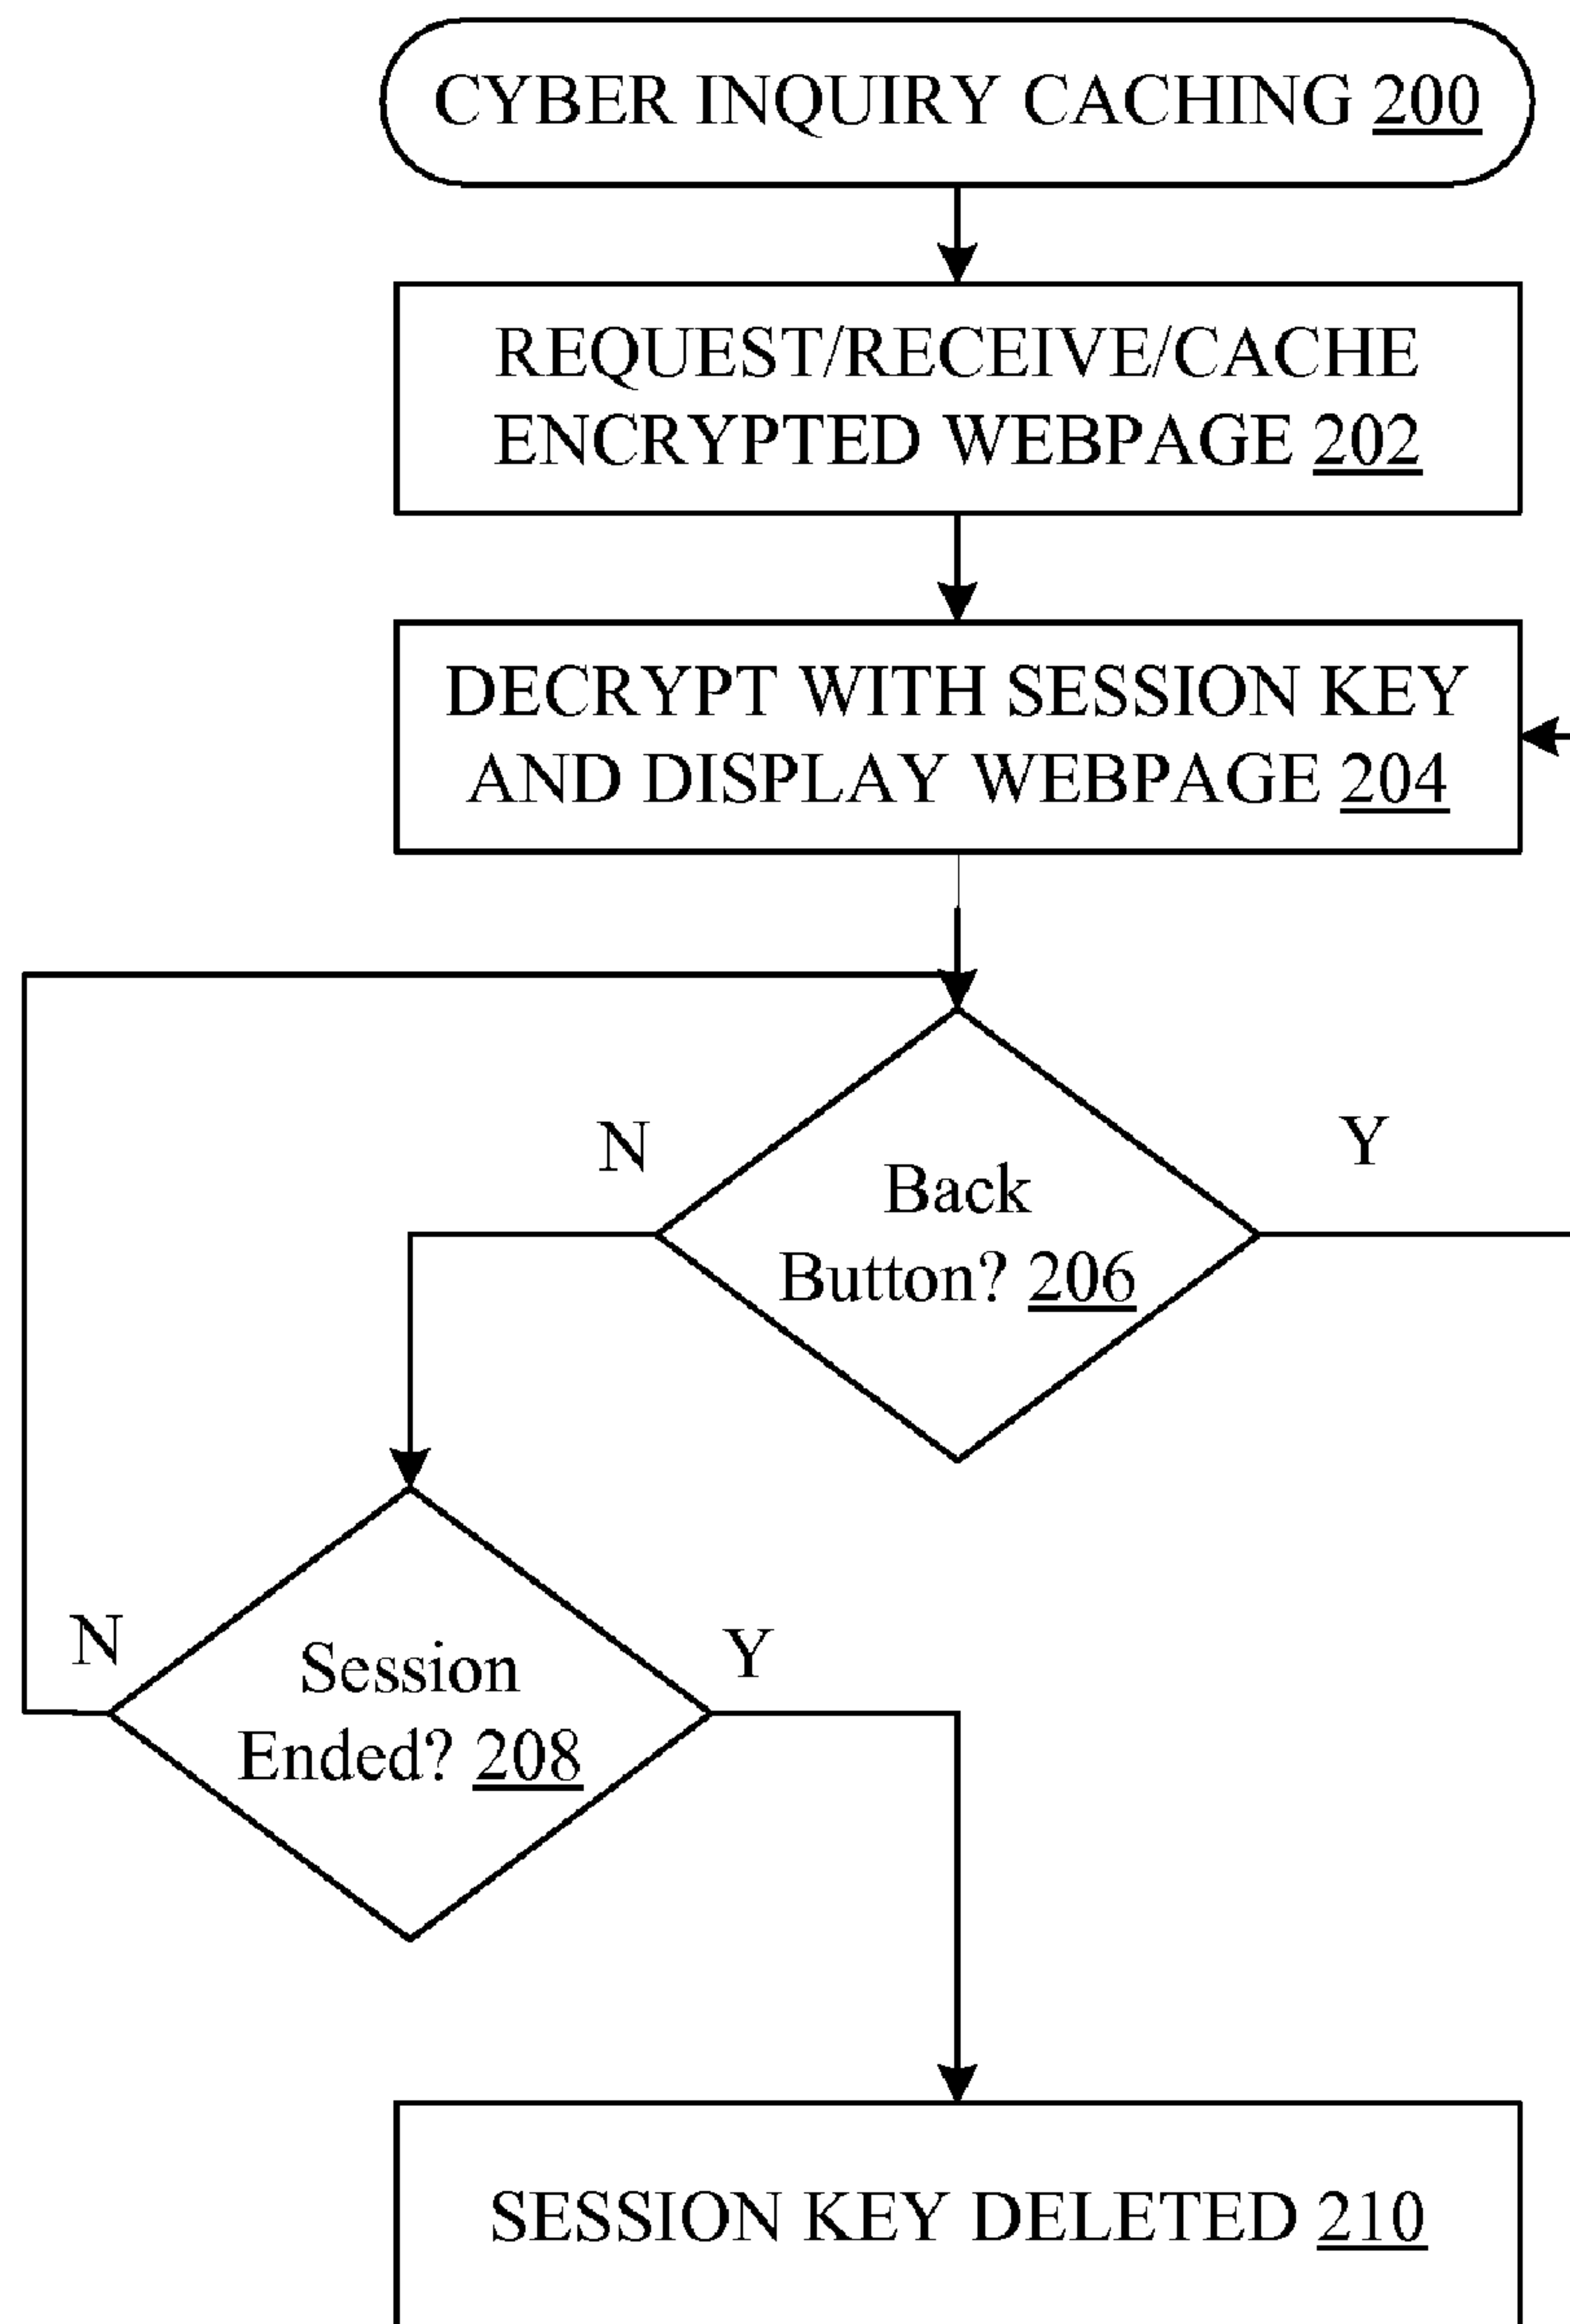 CYBER INQUIRY CACHING 200
REQUEST/RECEIVE/CACHE
ENCRYPTED WEBPAGE 202
DECRYPT WITH SESSION KEY
AND DISPLAY WEBPAGE 204
N
Y
Back
Button? 206
N
Y
Session
Ended? 208
SESSION KEY DELETED 210